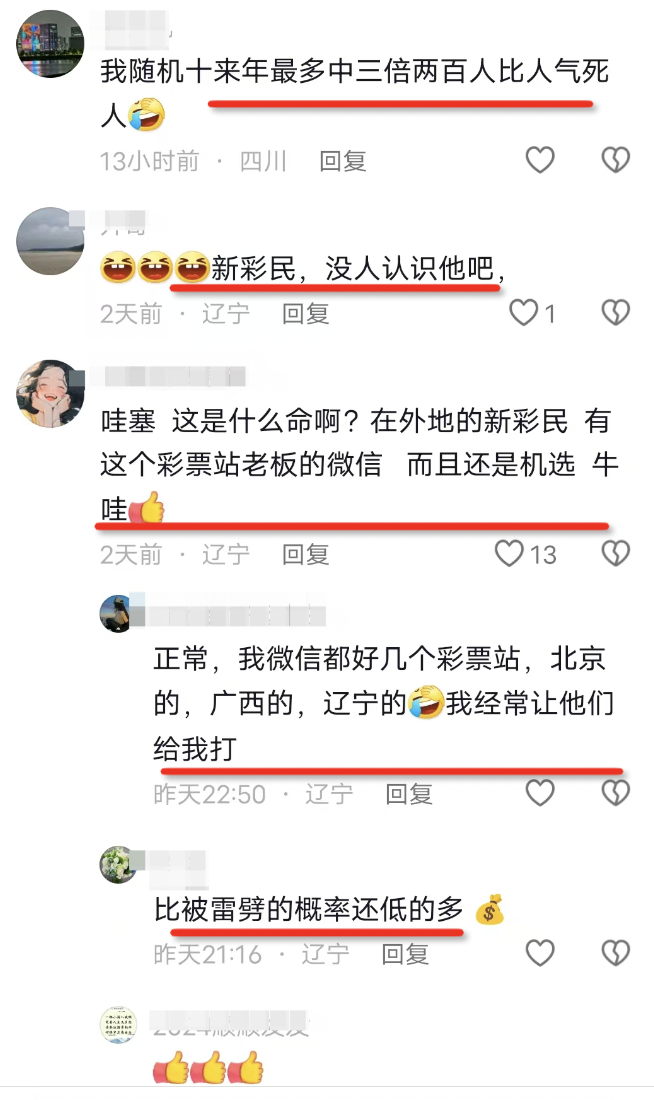 我随机十来年最多中三倍两百人比人气死
人🤣
13小时前 · 四川 回复
😆😆😆新彩民，没人认识他吧，
2天前 · 辽宁 回复 1
哇塞 这是什么命啊？在外地的新彩民 有
这个彩票站老板的微信 而且还是机选 牛
哇👍
2天前 · 辽宁 回复 13
正常，我微信都好几个彩票站，北京
的，广西的，辽宁的🤣我经常让他们
给我打
昨天22:50 · 辽宁 回复
比被雷劈的概率还低的多 💰
昨天21:16 · 辽宁 回复
👍👍👍